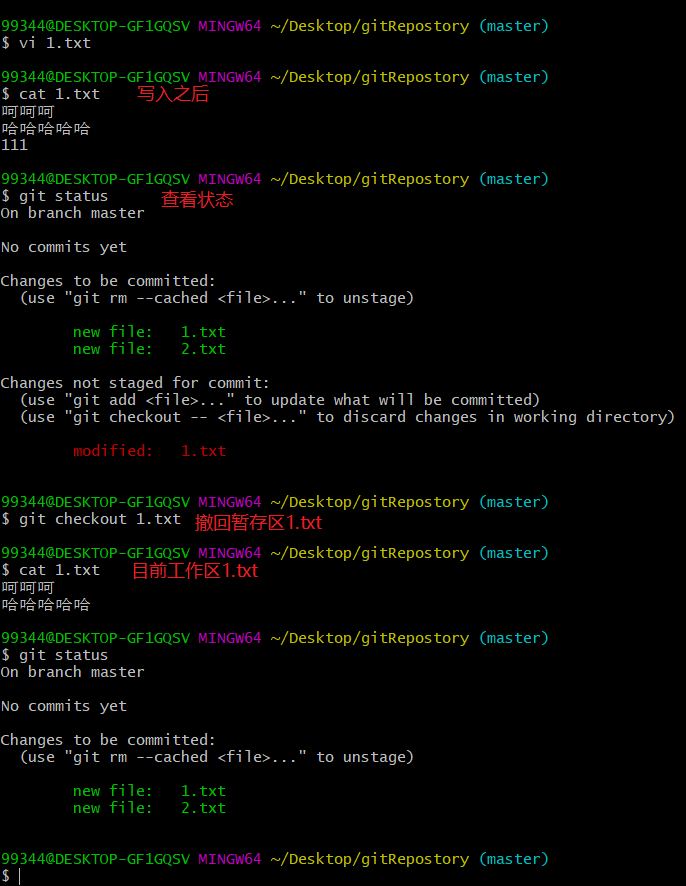 99344@DESKTOP-GF1GQSV MINGW64 ~/Desktop/gitRepostory (master)
$ vi 1.txt
99344@DESKTOP-GF1GQSV MINGW64 ~/Desktop/gitRepostory (master)
$ cat 1.txt 写入之后
呵呵呵
哈哈哈哈哈
111
99344@DESKTOP-GF1GQSV MINGW64 ~/Desktop/gitRepostory (master)
$ git status 查看状态
On branch master
No commits yet
Changes to be committed:
(use "git rm --cached <file>..." to unstage)
new file: 1.txt
new file: 2.txt
Changes not staged for commit:
(use "git add <file>..." to update what will be committed)
(use "git checkout -- <file>..." to discard changes in working directory)
modified: 1.txt
99344@DESKTOP-GF1GQSV MINGW64 ~/Desktop/gitRepostory (master)
$ git checkout 1.txt 撤回暂存区1.txt
99344@DESKTOP-GF1GQSV MINGW64 ~/Desktop/gitRepostory (master)
$ cat 1.txt 目前工作区1.txt
呵呵呵
哈哈哈哈哈
99344@DESKTOP-GF1GQSV MINGW64 ~/Desktop/gitRepostory (master)
$ git status
On branch master
No commits yet
Changes to be committed:
(use "git rm --cached <file>..." to unstage)
new file: 1.txt
new file: 2.txt
99344@DESKTOP-GF1GQSV MINGW64 ~/Desktop/gitRepostory (master)
$